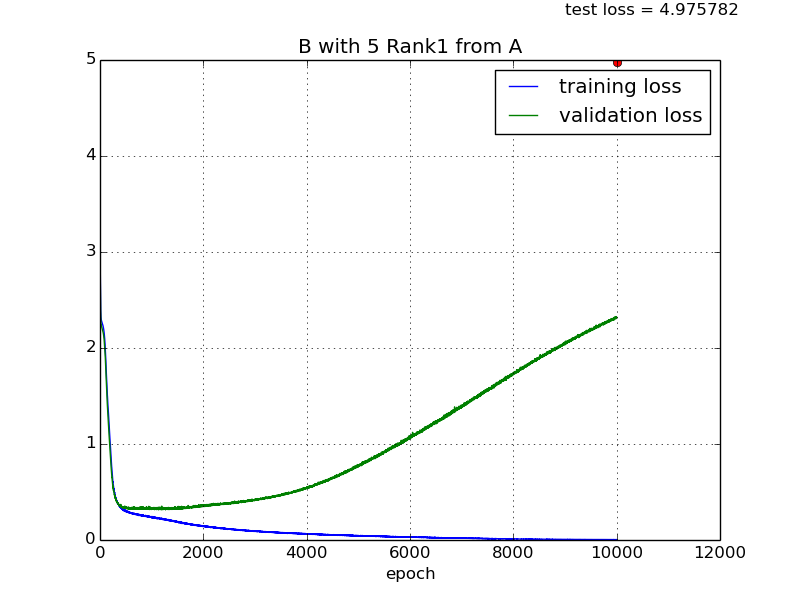 test loss = 4.975782
B with 5 Rank1 from A
training loss
validation loss
5
4
3
2
1
0
0 2000 4000 6000 8000 10000 12000
epoch